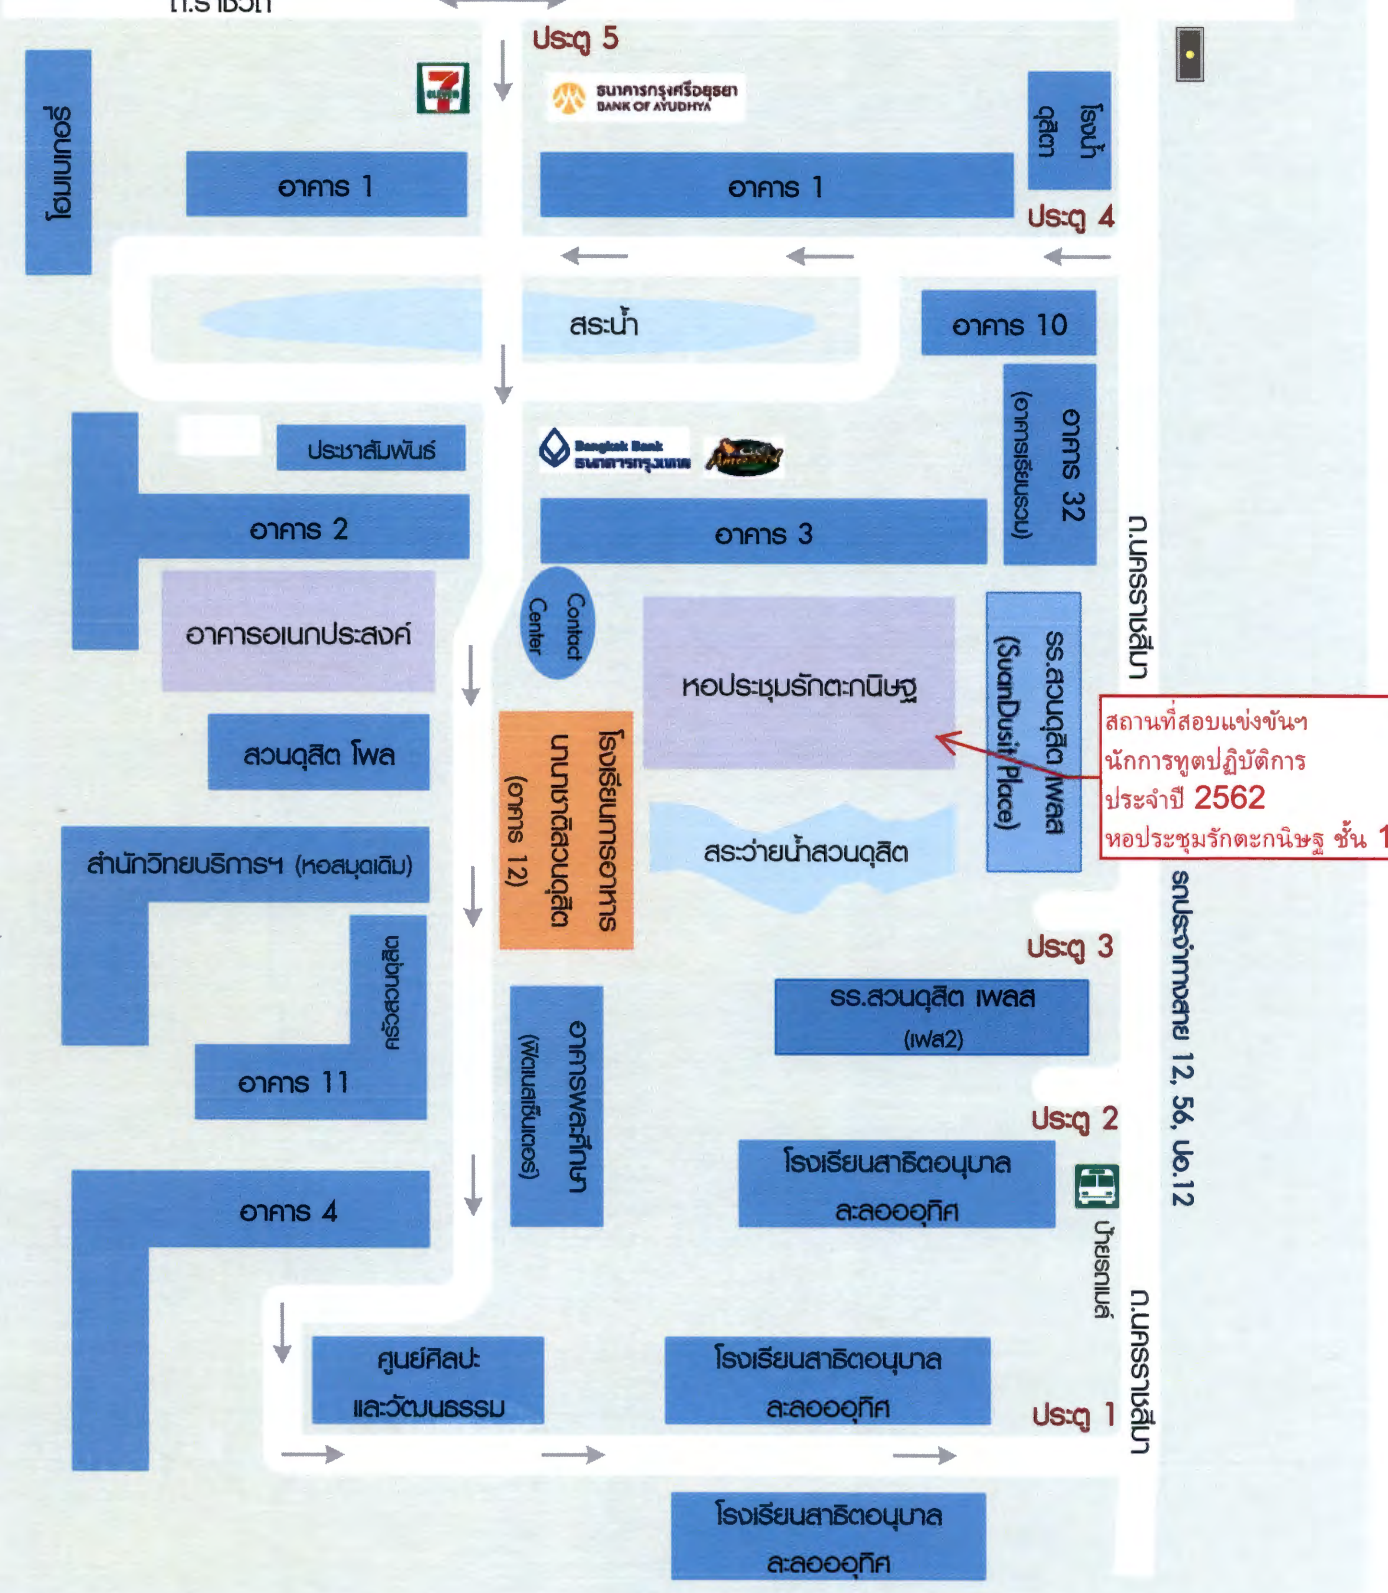 ประตู 5
ธนาคารกรุงศรีอยุธยา
BANK OF AYUDHYA
โฮมเบเกอรี่
โรงน้ำ
ดุสิตา
อาคาร 1
อาคาร 1
ประตู 4
สระน้ำ
อาคาร 10
อาคาร 32
(อาคารเรียนรวม)
ประชาสัมพันธ์
Bangkok Bank
ธนาคารกรุงเทพ
อาคาร 2
อาคาร 3
ถ.นครราชสีมา
อาคารอเนกประสงค์
Contact
Center
หอประชุมรักตะกนิษฐ
รร.สวนดุสิต เพลส
(SuanDusit Place)
สถานที่สอบแข่งขันฯ
นักการทูตปฏิบัติการ
ประจำปี 2562
หอประชุมรักตะกนิษฐ ชั้น 1
สวนดุสิต โพล
โรงเรียนการอาหาร
นานาชาติสวนดุสิต
(อาคาร 12)
สระว่ายน้ำสวนดุสิต
สำนักวิทยบริการฯ (หอสมุดเดิม)
รถประจำทางสาย 12, 56, ปอ.12
ครัวสวนดุสิต
ประตู 3
รร.สวนดุสิต เพลส
(เฟส2)
อาคาร 11
อาคารพละศึกษา
(ฟิตเนสเซ็นเตอร์)
ประตู 2
โรงเรียนสาธิตอนุบาล
ละอออุทิศ
ป้ายรถเมล์
อาคาร 4
ถ.นครราชสีมา
ศูนย์ศิลปะ
และวัฒนธรรม
โรงเรียนสาธิตอนุบาล
ละอออุทิศ
ประตู 1
โรงเรียนสาธิตอนุบาล
ละอออุทิศ